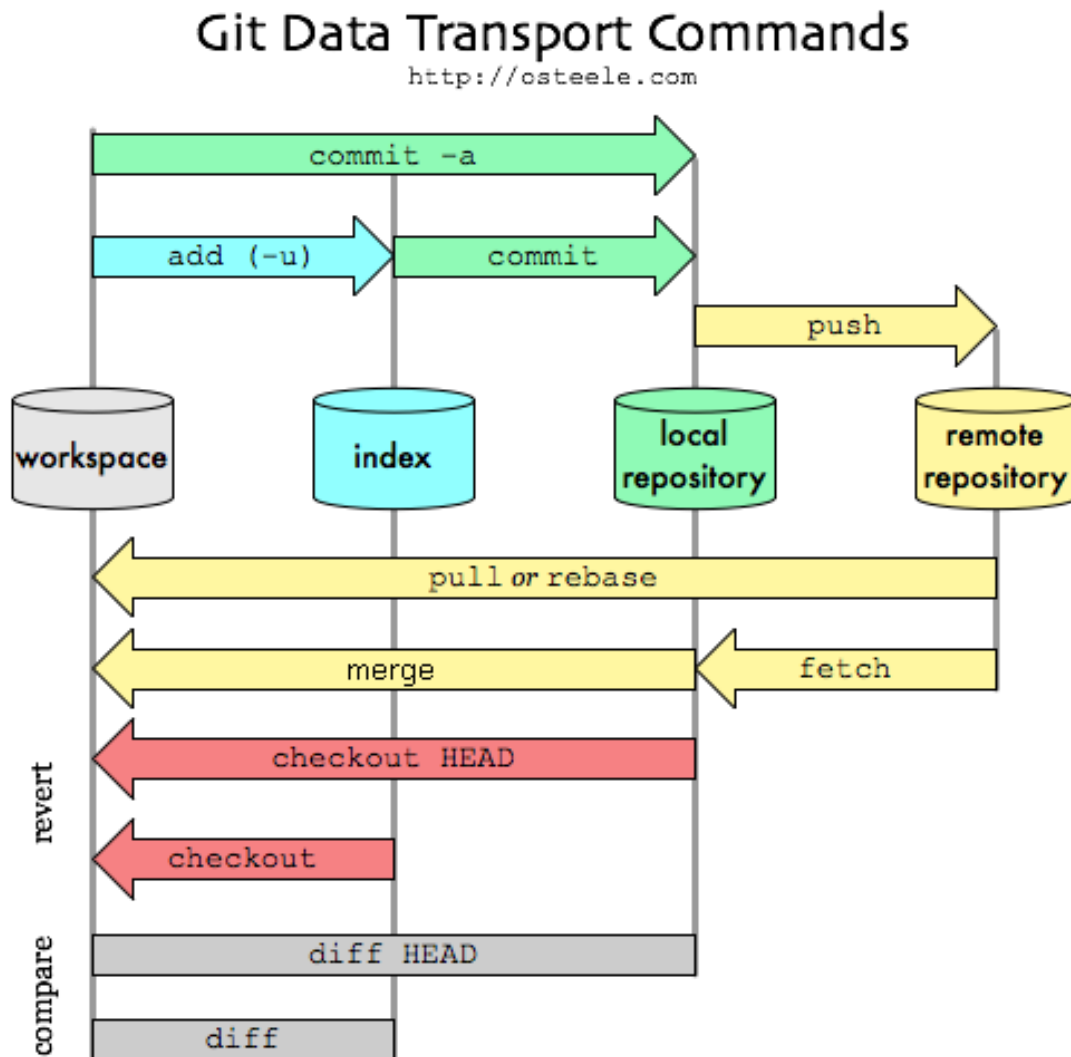 Git Data Transport Commands
http://osteele.com
commit -a
add (-u)
commit
push
workspace
index
local
repository
remote
repository
pull or rebase
merge
fetch
revert
checkout HEAD
checkout
compare
diff HEAD
diff